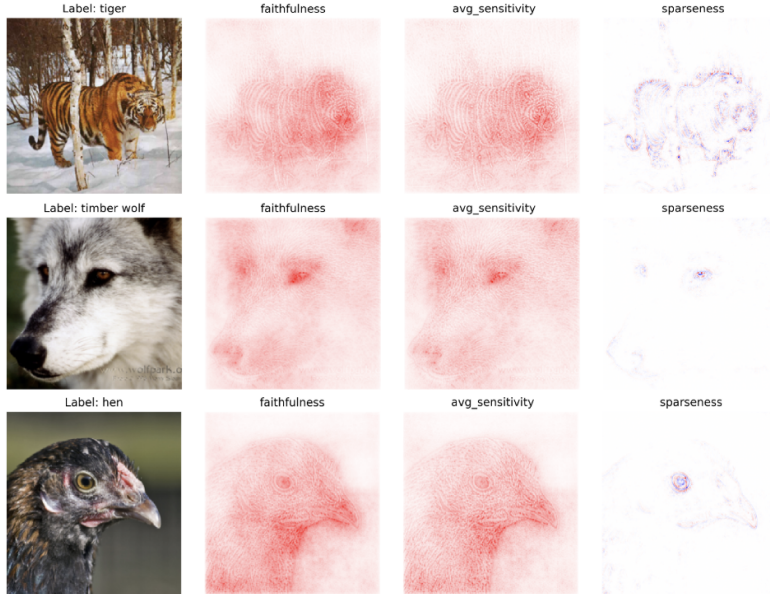 Label: tiger
faithfulness
avg_sensitivity
sparseness
Label: timber wolf
faithfulness
avg_sensitivity
sparseness
Label: hen
faithfulness
avg_sensitivity
sparseness